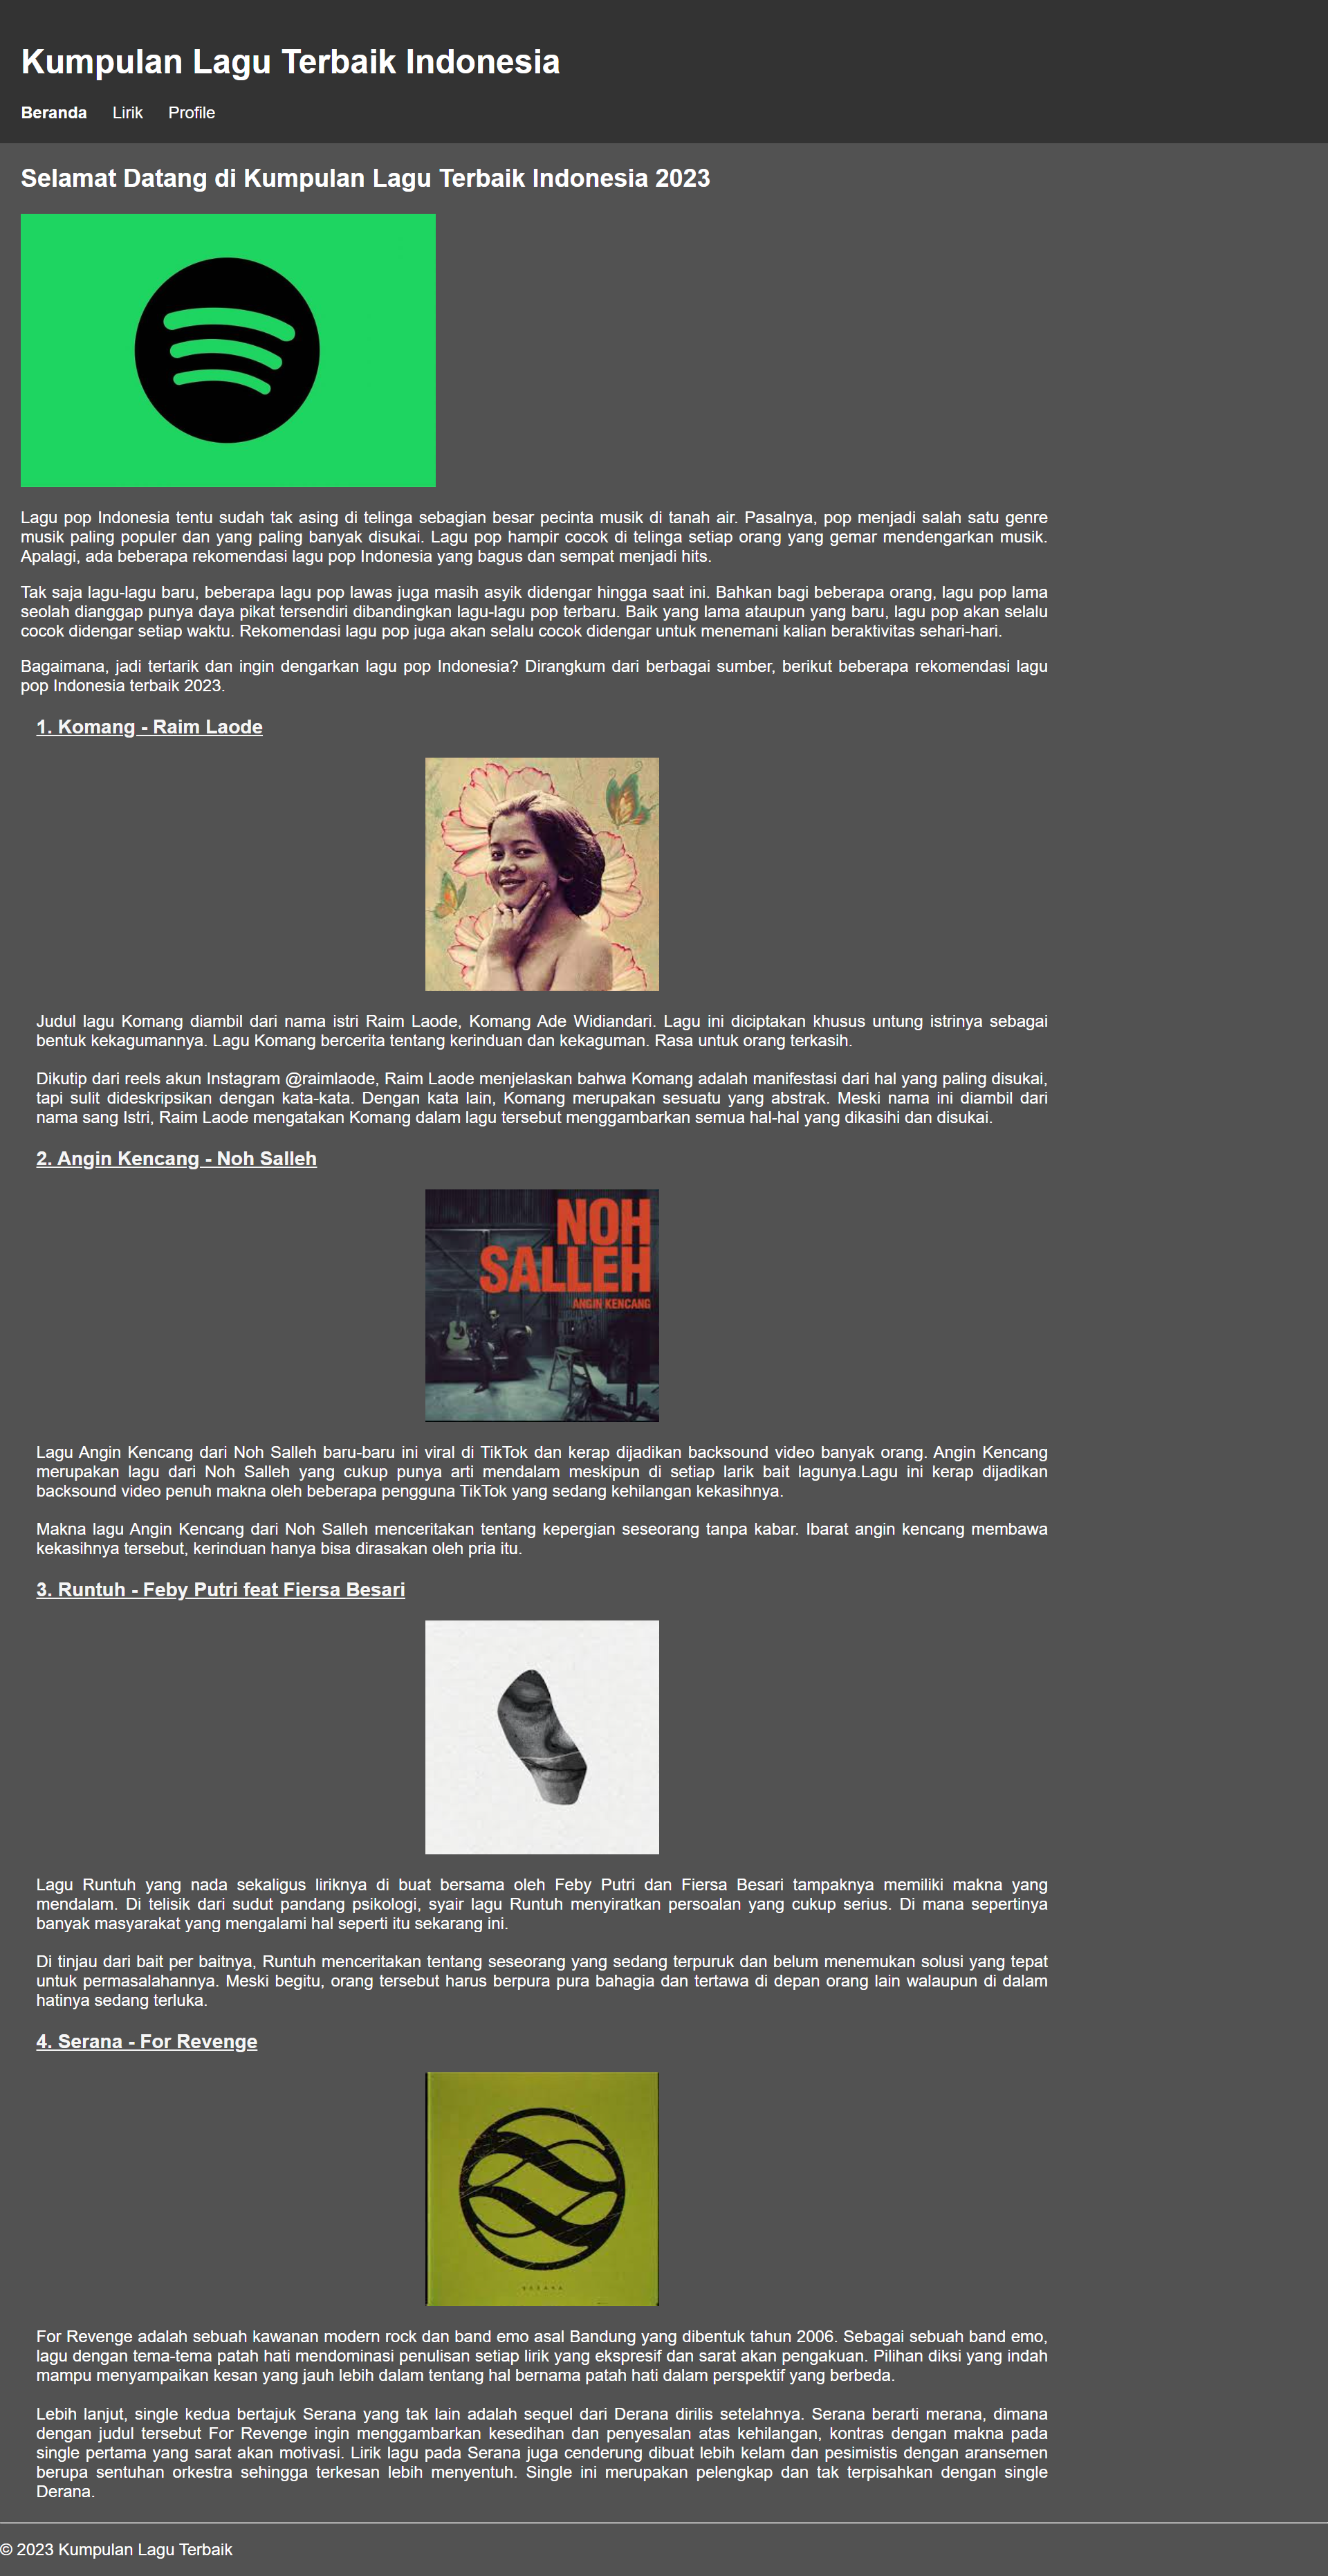 Kumpulan Lagu Terbaik Indonesia
Beranda Lirik Profile
Selamat Datang di Kumpulan Lagu Terbaik Indonesia 2023
Lagu pop Indonesia tentu sudah tak asing di telinga sebagian besar pecinta musik di tanah air. Pasalnya, pop menjadi salah satu genre
musik paling populer dan yang paling banyak disukai. Lagu pop hampir cocok di telinga setiap orang yang gemar mendengarkan musik.
Apalagi, ada beberapa rekomendasi lagu pop Indonesia yang bagus dan sempat menjadi hits.
Tak saja lagu-lagu baru, beberapa lagu pop lawas juga masih asyik didengar hingga saat ini. Bahkan bagi beberapa orang, lagu pop lama
seolah dianggap punya daya pikat tersendiri dibandingkan lagu-lagu pop terbaru. Baik yang lama ataupun yang baru, lagu pop akan selalu
cocok didengar setiap waktu. Rekomendasi lagu pop juga akan selalu cocok didengar untuk menemani kalian beraktivitas sehari-hari.
Bagaimana, jadi tertarik dan ingin dengarkan lagu pop Indonesia? Dirangkum dari berbagai sumber, berikut beberapa rekomendasi lagu
pop Indonesia terbaik 2023.
1. Komang - Raim Laode
Judul lagu Komang diambil dari nama istri Raim Laode, Komang Ade Widiandari. Lagu ini diciptakan khusus untung istrinya sebagai
bentuk kekagumannya. Lagu Komang bercerita tentang kerinduan dan kekaguman. Rasa untuk orang terkasih.
Dikutip dari reels akun Instagram @raimlaode, Raim Laode menjelaskan bahwa Komang adalah manifestasi dari hal yang paling disukai,
tapi sulit dideskripsikan dengan kata-kata. Dengan kata lain, Komang merupakan sesuatu yang abstrak. Meski nama ini diambil dari
nama sang Istri, Raim Laode mengatakan Komang dalam lagu tersebut menggambarkan semua hal-hal yang dikasihi dan disukai.
2. Angin Kencang - Noh Salleh
NOH
SALLEH
ANGIN KENCANG
Lagu Angin Kencang dari Noh Salleh baru-baru ini viral di TikTok dan kerap dijadikan backsound video banyak orang. Angin Kencang
merupakan lagu dari Noh Salleh yang cukup punya arti mendalam meskipun di setiap larik bait lagunya.Lagu ini kerap dijadikan
backsound video penuh makna oleh beberapa pengguna TikTok yang sedang kehilangan kekasihnya.
Makna lagu Angin Kencang dari Noh Salleh menceritakan tentang kepergian seseorang tanpa kabar. Ibarat angin kencang membawa
kekasihnya tersebut, kerinduan hanya bisa dirasakan oleh pria itu.
3. Runtuh - Feby Putri feat Fiersa Besari
Lagu Runtuh yang nada sekaligus liriknya di buat bersama oleh Feby Putri dan Fiersa Besari tampaknya memiliki makna yang
mendalam. Di telisik dari sudut pandang psikologi, syair lagu Runtuh menyiratkan persoalan yang cukup serius. Di mana sepertinya
banyak masyarakat yang mengalami hal seperti itu sekarang ini.
Di tinjau dari bait per baitnya, Runtuh menceritakan tentang seseorang yang sedang terpuruk dan belum menemukan solusi yang tepat
untuk permasalahannya. Meski begitu, orang tersebut harus berpura pura bahagia dan tertawa di depan orang lain walaupun di dalam
hatinya sedang terluka.
4. Serana - For Revenge
SERANA
For Revenge adalah sebuah kawanan modern rock dan band emo asal Bandung yang dibentuk tahun 2006. Sebagai sebuah band emo,
lagu dengan tema-tema patah hati mendominasi penulisan setiap lirik yang ekspresif dan sarat akan pengakuan. Pilihan diksi yang indah
mampu menyampaikan kesan yang jauh lebih dalam tentang hal bernama patah hati dalam perspektif yang berbeda.
Lebih lanjut, single kedua bertajuk Serana yang tak lain adalah sequel dari Derana dirilis setelahnya. Serana berarti merana, dimana
dengan judul tersebut For Revenge ingin menggambarkan kesedihan dan penyesalan atas kehilangan, kontras dengan makna pada
single pertama yang sarat akan motivasi. Lirik lagu pada Serana juga cenderung dibuat lebih kelam dan pesimistis dengan aransemen
berupa sentuhan orkestra sehingga terkesan lebih menyentuh. Single ini merupakan pelengkap dan tak terpisahkan dengan single
Derana.
© 2023 Kumpulan Lagu Terbaik